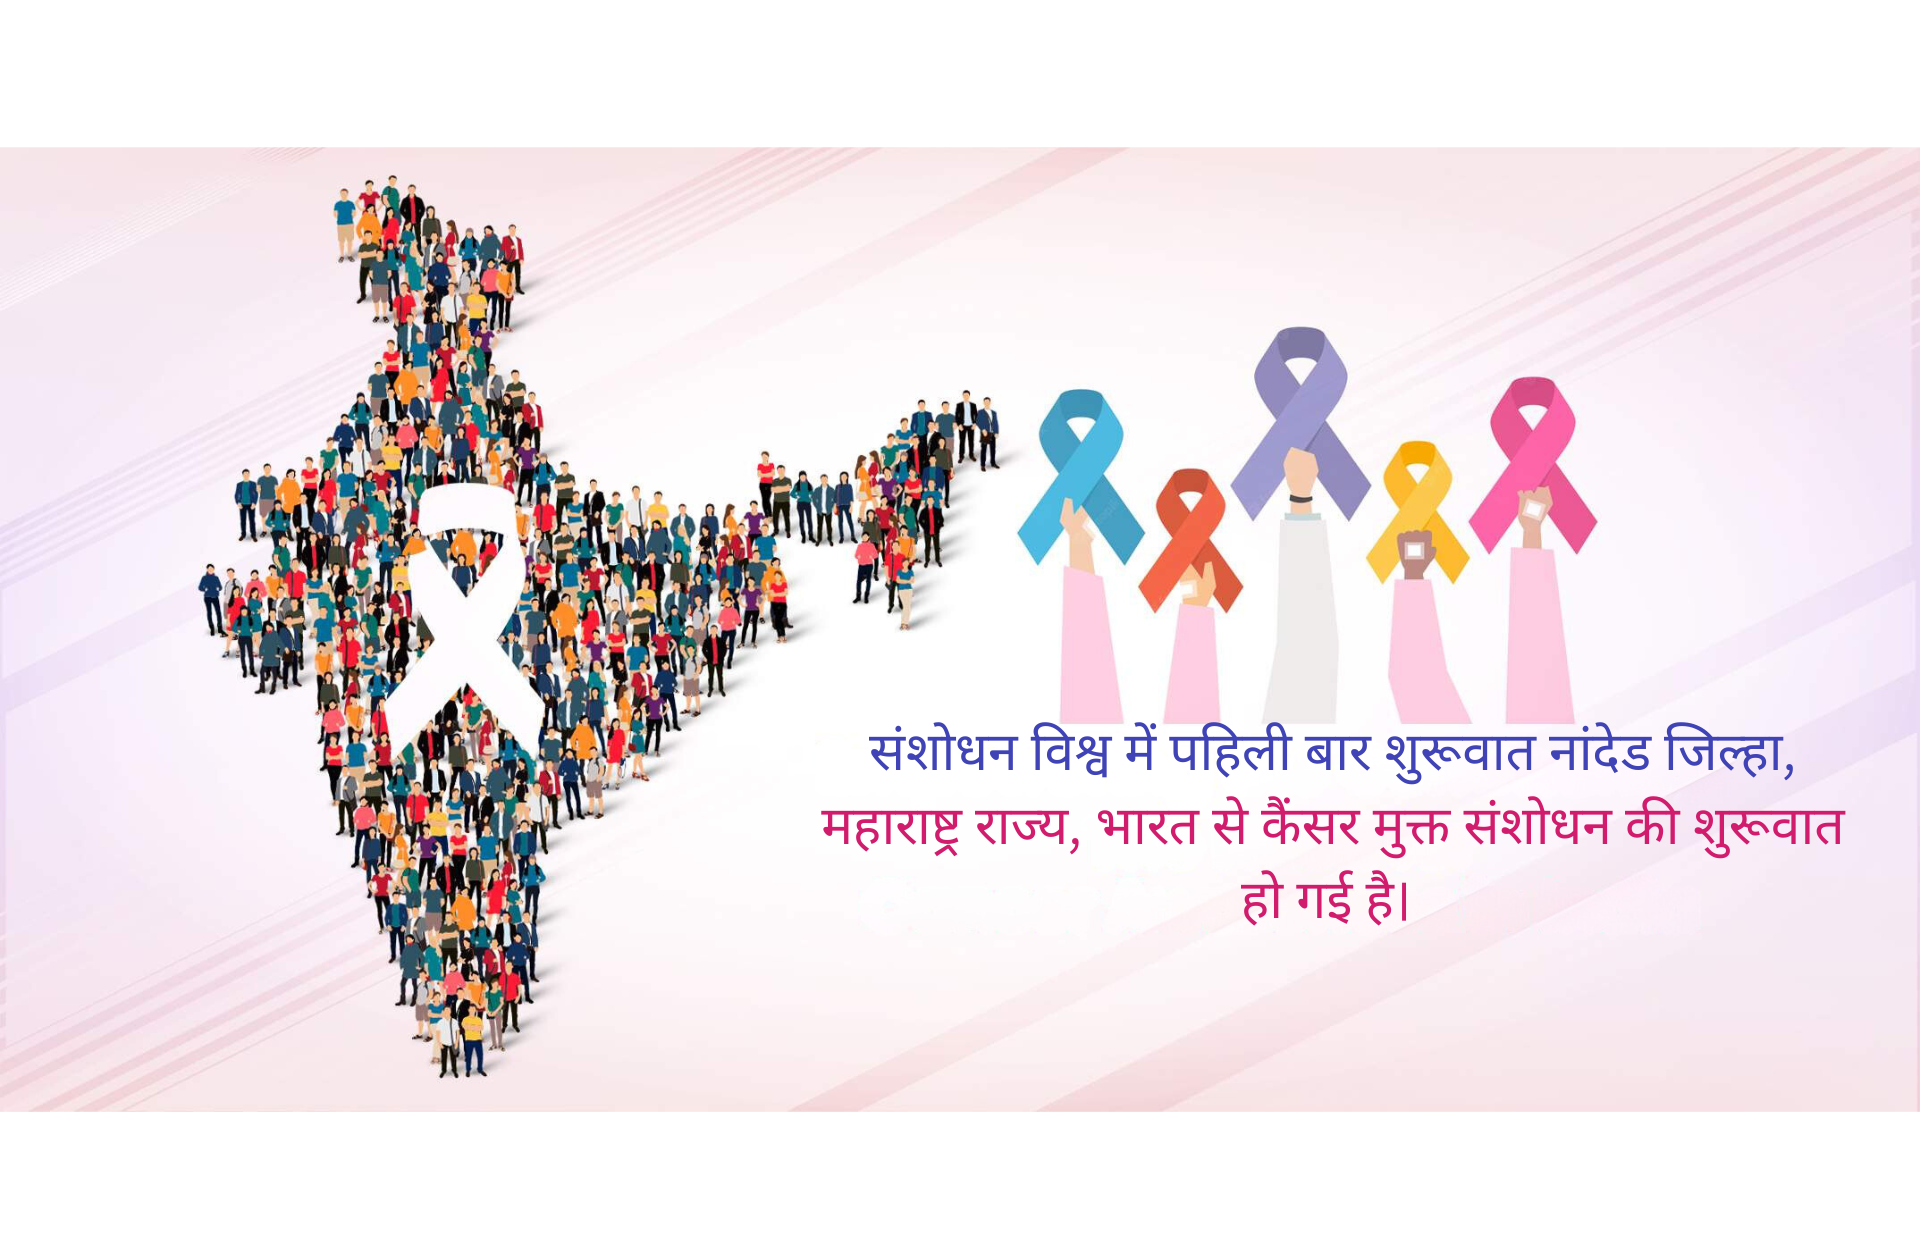 संशोधन विश्व में पहिली बार शुरूवात नांदेड जिल्हा,
महाराष्ट्र राज्य, भारत से कैंसर मुक्त संशोधन की शुरूवात
हो गई है।